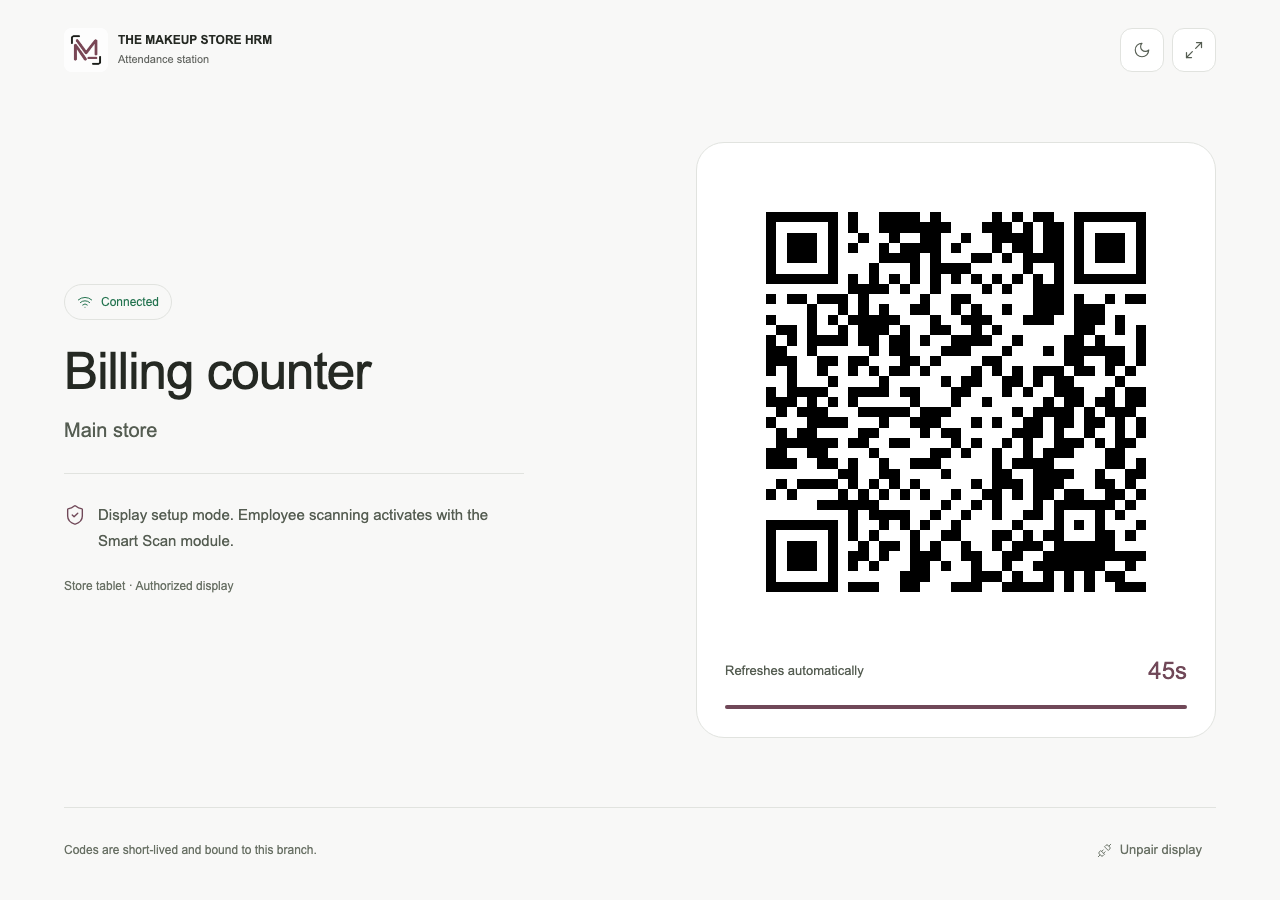 THE MAKEUP STORE HRM
Attendance station
Connected
Billing counter
Main store
Display setup mode. Employee scanning activates with the
Smart Scan module.
Store tablet · Authorized display
Refreshes automatically
45s
Codes are short-lived and bound to this branch.
Unpair display